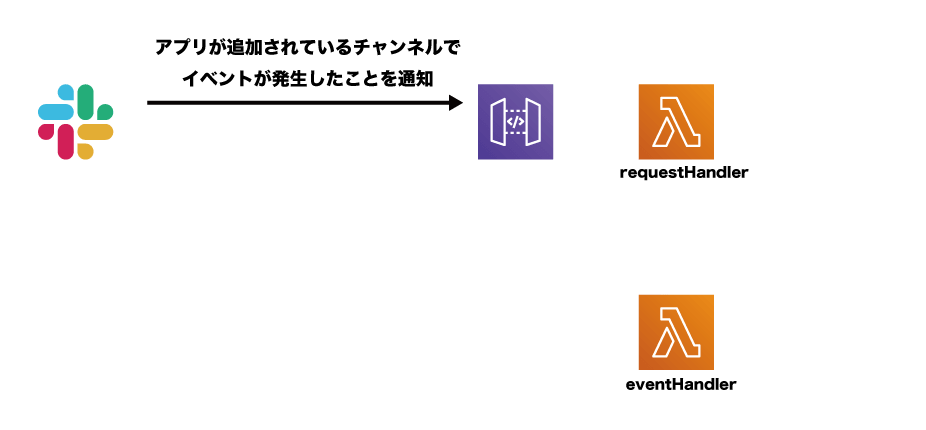 アプリが追加されているチャンネルで
イベントが発生したことを通知
</>
requestHandler
eventHandler